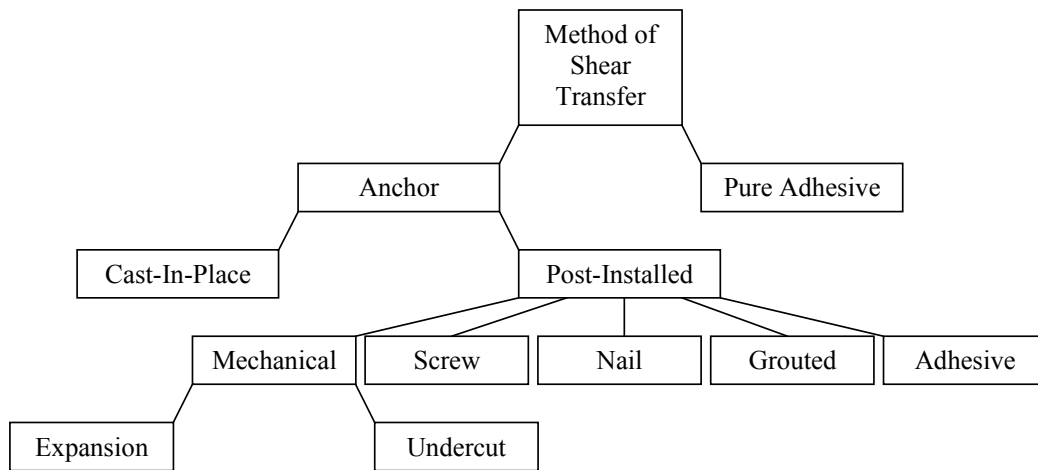 Method of
Shear
Transfer
Anchor
Pure Adhesive
Cast-In-Place
Post-Installed
Mechanical
Screw
Nail
Grouted
Adhesive
Expansion
Undercut